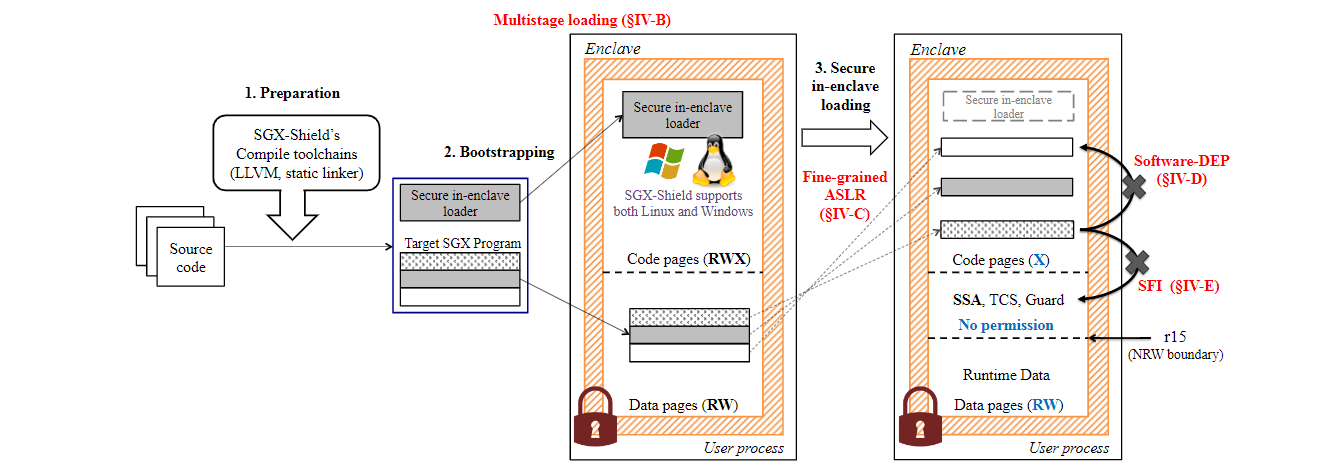 Multistage loading (§IV-B)
1. Preparation
SGX-Shield's
Compile toolchains
(LLVM, static linker)
Source
code
2. Bootstrapping
Secure in-enclave
loader
Target SGX Program
Enclave
Secure in-enclave
loader
SGX-Shield supports
both Linux and Windows
Code pages (RWX)
Data pages (RW)
User process
3. Secure
in-enclave
loading
Fine-grained
ASLR
(§IV-C)
Enclave
Secure in-enclave
loader
Code pages (X)
SSA, TCS, Guard
No permission
Runtime Data
Data pages (RW)
User process
Software-DEP
(§IV-D)
SFI (§IV-E)
r15
(NRW boundary)